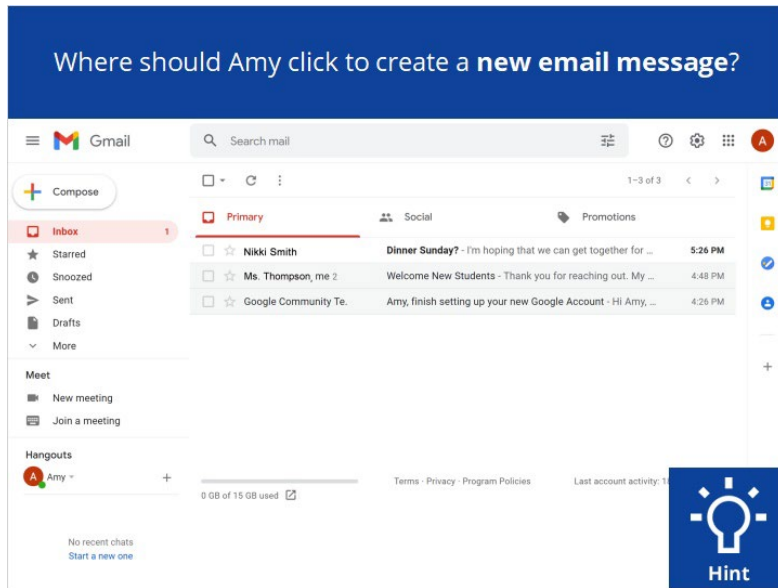 Where should Amy click to create a new email message?
Gmail
Search mail
A
Compose
1–3 of 3
31
Inbox 1
Starred
Snoozed
Sent
Drafts
More
Primary Social Promotions
Nikki Smith Dinner Sunday? - I'm hoping that we can get together for ... 5:26 PM
Ms. Thompson, me 2 Welcome New Students - Thank you for reaching out. My ... 4:48 PM
Google Community Te. Amy, finish setting up your new Google Account - Hi Amy, ... 4:26 PM
Meet
New meeting
Join a meeting
Hangouts
A Amy
No recent chats
Start a new one
0 GB of 15 GB used
Terms · Privacy · Program Policies
Last account activity:
Hint